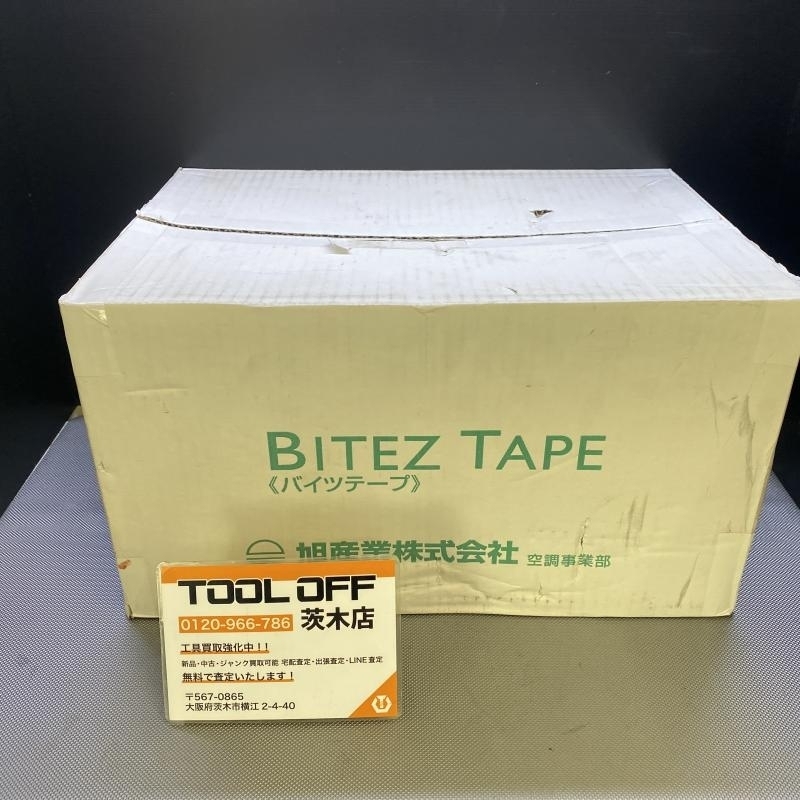 BITEZ TAPE
《バイツテープ》
旭産業株式会社 空調事業部
TOOL OFF
0120-966-786 茨木店
工具買取強化中！！
新品・中古・ジャンク買取可能 宅配査定・出張査定・LINE査定
無料で査定いたします！
〒567-0865
大阪府茨木市横江 2-4-40